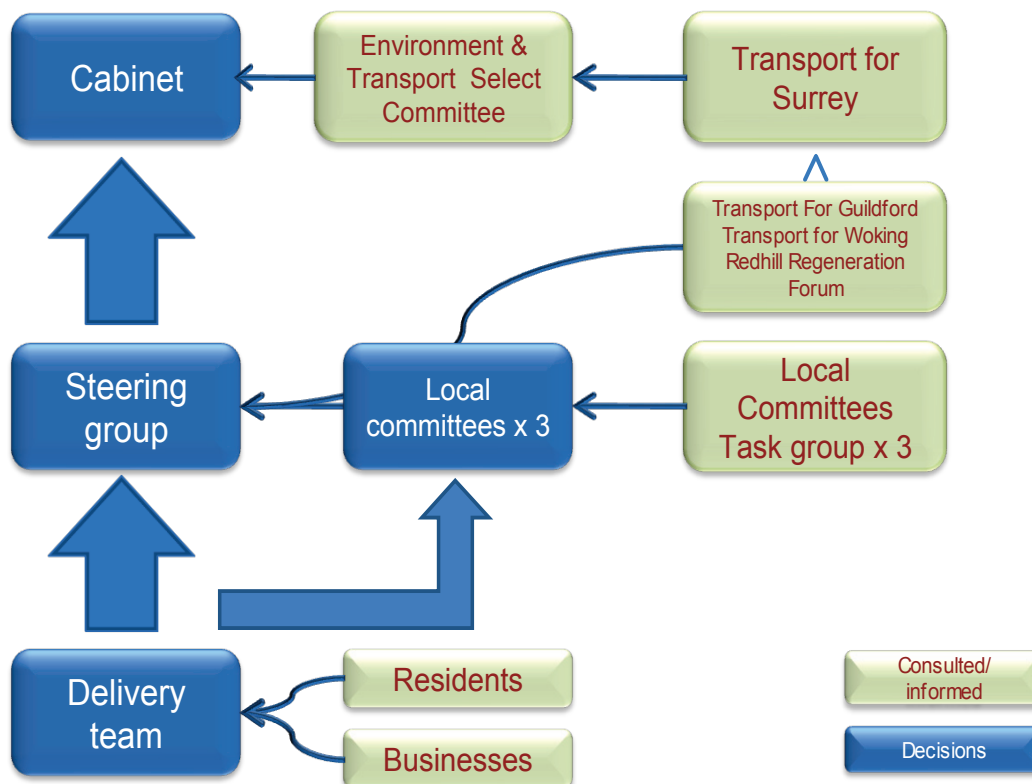 Cabinet
Environment &
Transport Select
Committee
Transport for
Surrey
Transport For Guildford
Transport for Woking
Redhill Regeneration
Forum
Steering
group
Local
committees x 3
Local
Committees
Task group x 3
Delivery
team
Residents
Businesses
Consulted/
informed
Decisions